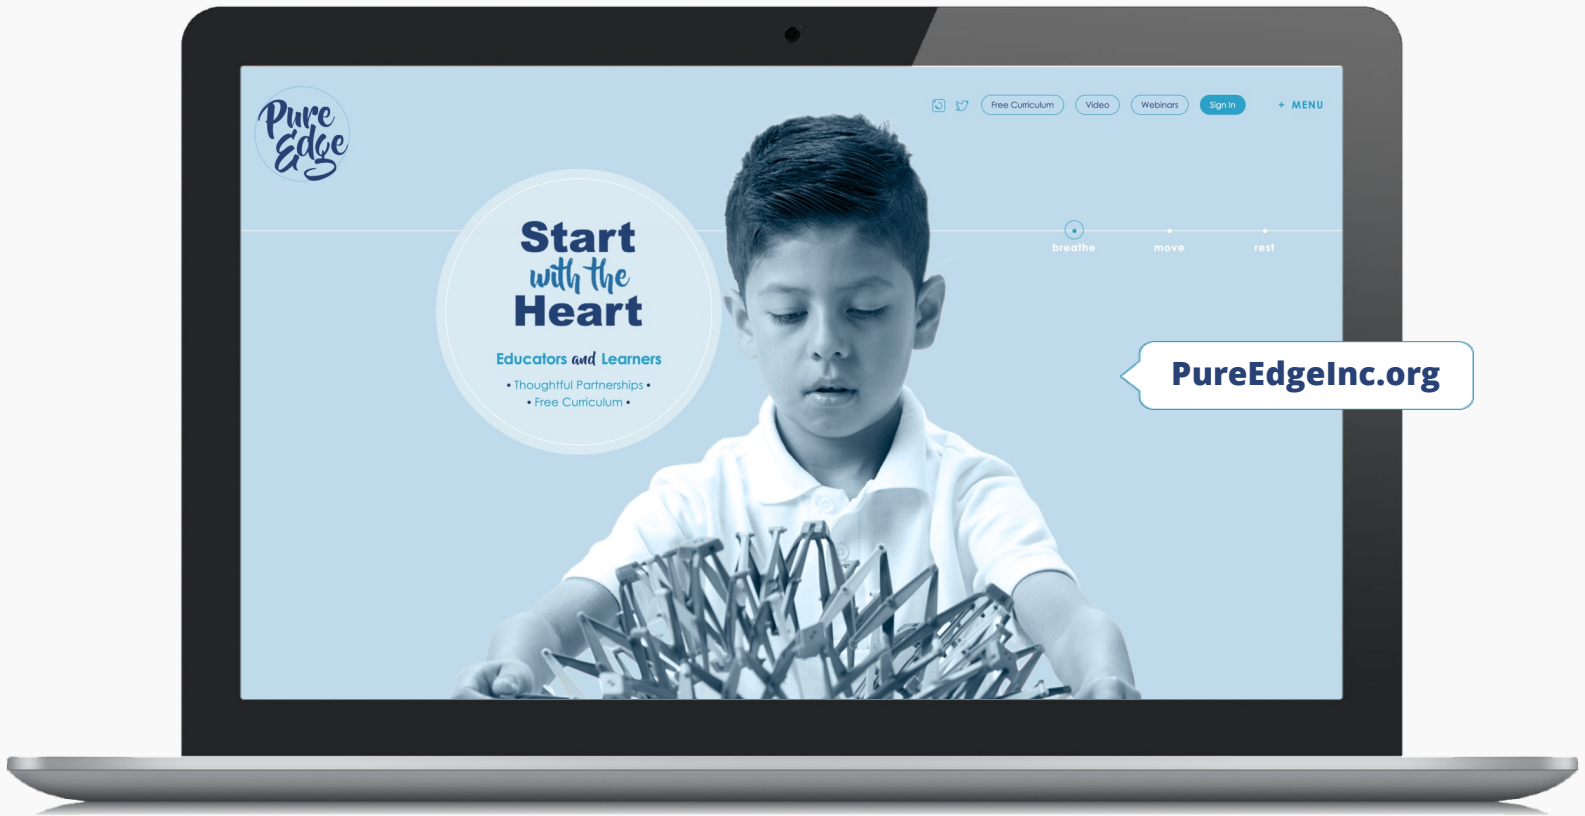 Pure
Edge
Free Curriculum
Video
Webinars
Sign In
+ MENU
Start
with the
Heart
Educators and Learners
• Thoughtful Partnerships •
• Free Curriculum •
breathe
move
rest
PureEdgeInc.org